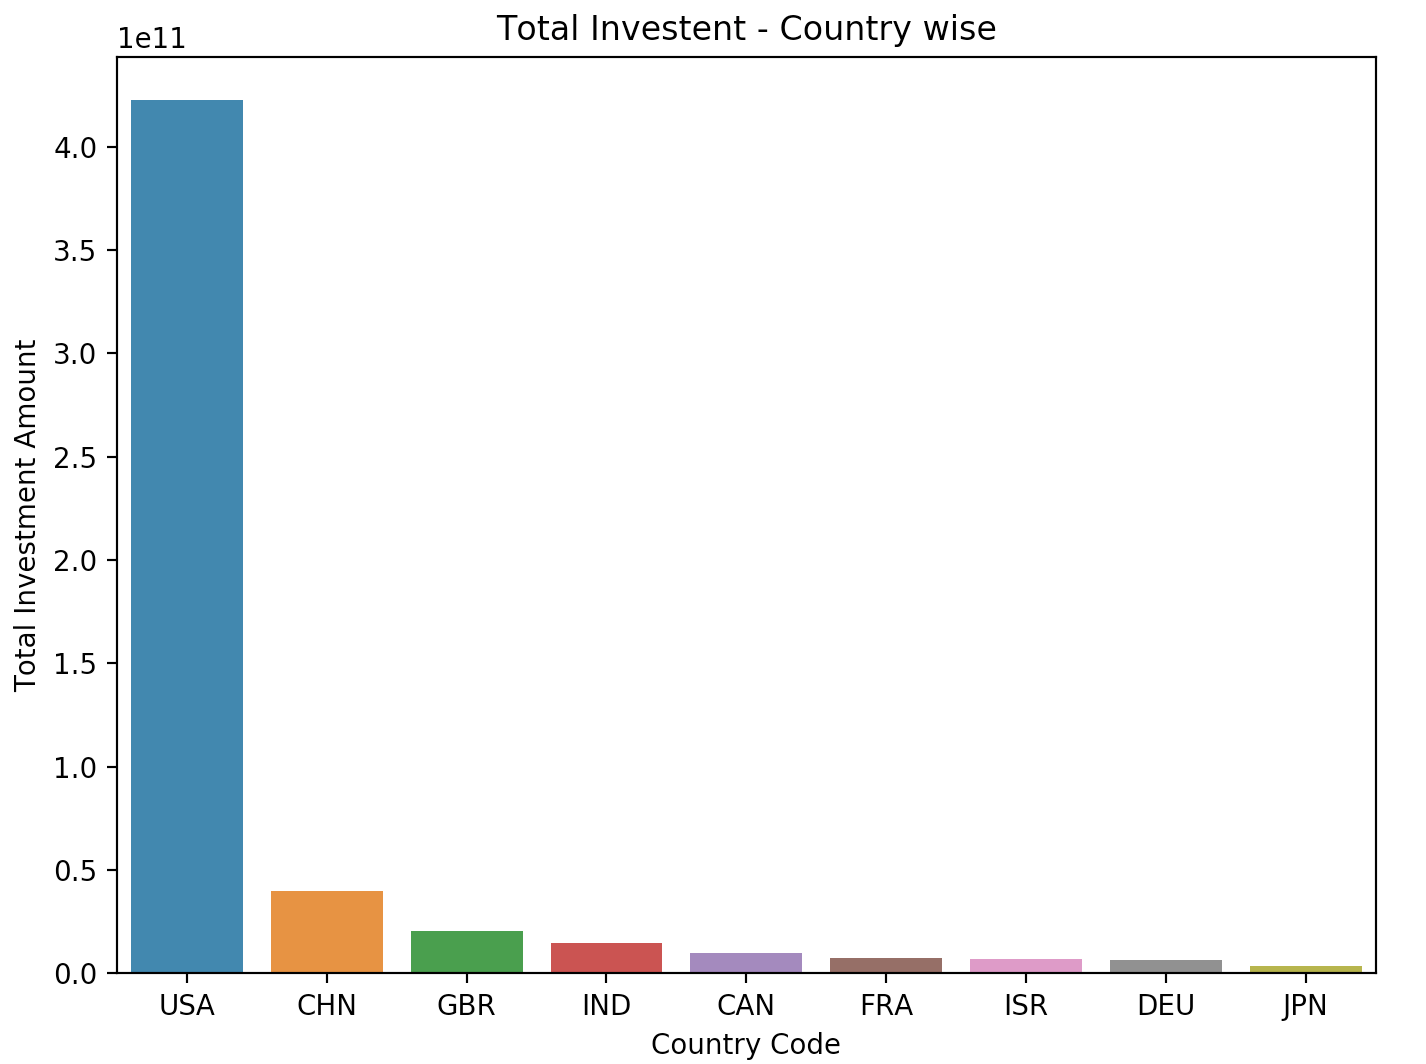 Total Investent - Country wise
1e11
4.0
3.5
3.0
2.5
2.0
1.5
1.0
0.5
0.0
Total Investment Amount
USA CHN GBR IND CAN FRA ISR DEU JPN
Country Code